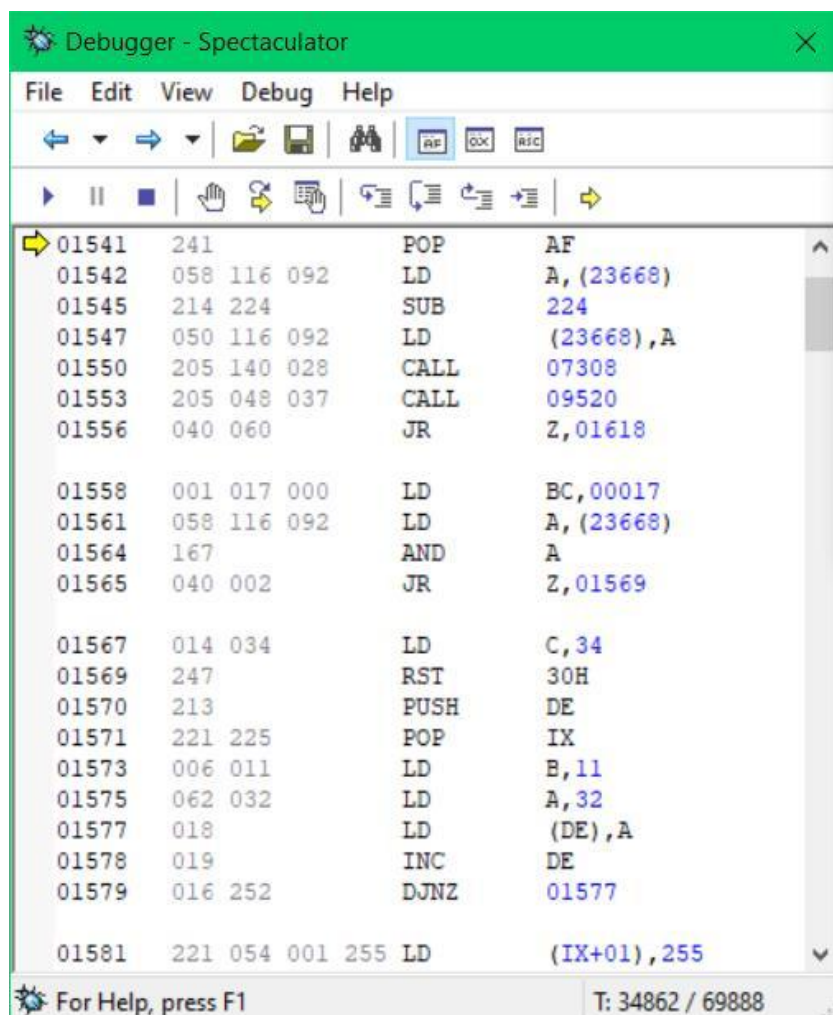 Debugger - Spectaculator
File Edit View Debug Help
01541 241 POP AF
01542 058 116 092 LD A,(23668)
01545 214 224 SUB 224
01547 050 116 092 LD (23668),A
01550 205 140 028 CALL 07308
01553 205 048 037 CALL 09520
01556 040 060 JR Z,01618
01558 001 017 000 LD BC,00017
01561 058 116 092 LD A,(23668)
01564 167 AND A
01565 040 002 JR Z,01569
01567 014 034 LD C,34
01569 247 RST 30H
01570 213 PUSH DE
01571 221 225 POP IX
01573 006 011 LD B,11
01575 062 032 LD A,32
01577 018 LD (DE),A
01578 019 INC DE
01579 016 252 DJNZ 01577
01581 221 054 001 255 LD (IX+01),255
For Help, press F1 T: 34862 / 69888